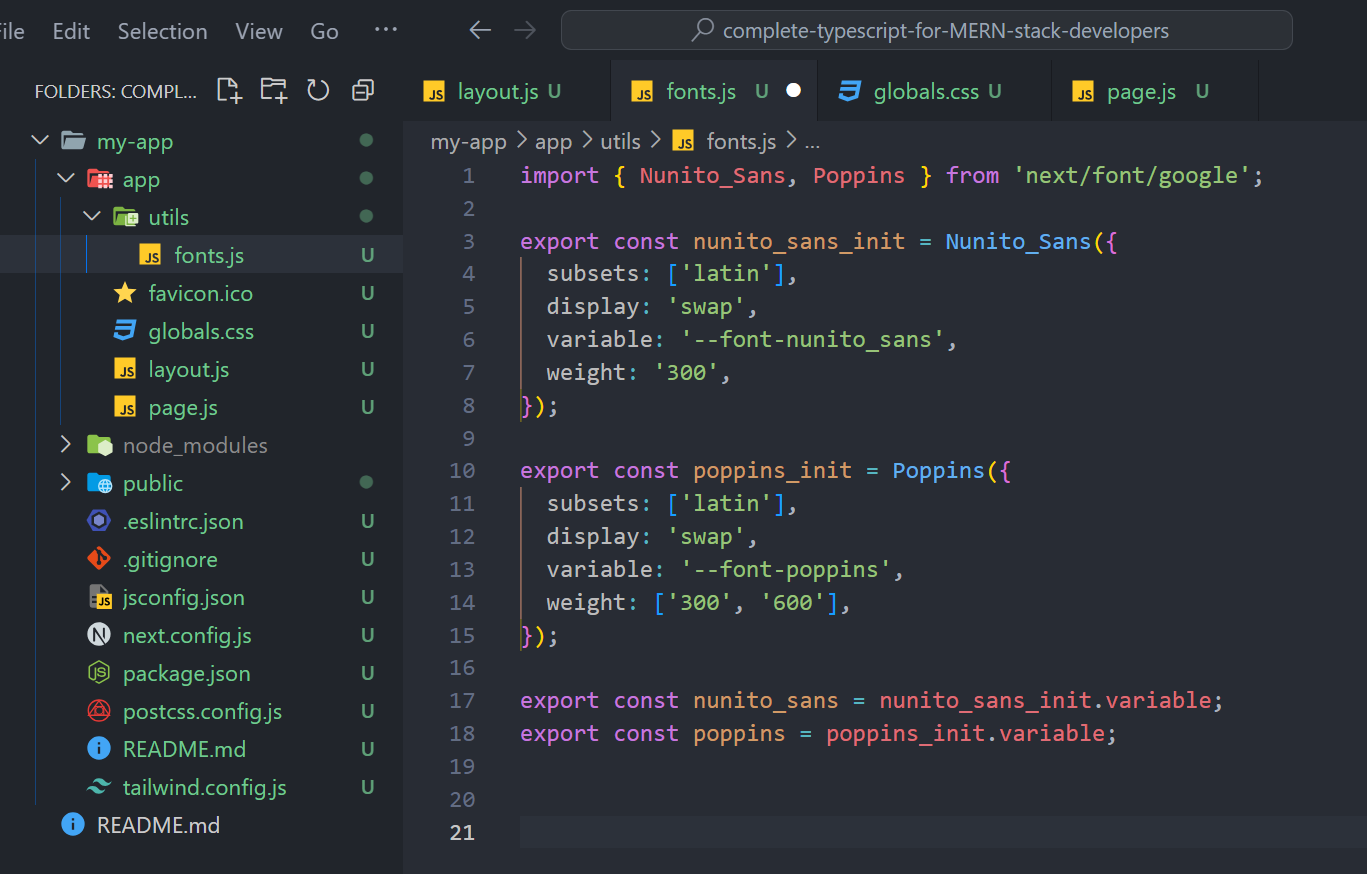 ile Edit Selection View Go ··· ← → complete-typescript-for-MERN-stack-developers
FOLDERS: COMPL...
my-app
app
utils
fonts.js U
favicon.ico U
globals.css U
layout.js U
page.js U
node_modules
public
.eslintrc.json U
.gitignore U
jsconfig.json U
next.config.js U
package.json U
postcss.config.js U
README.md U
tailwind.config.js U
README.md
layout.js U fonts.js U globals.css U page.js U
my-app > app > utils > JS fonts.js > ...
1 import { Nunito_Sans, Poppins } from 'next/font/google';
2
3 export const nunito_sans_init = Nunito_Sans({
4   subsets: ['latin'],
5   display: 'swap',
6   variable: '--font-nunito_sans',
7   weight: '300',
8 });
9
10 export const poppins_init = Poppins({
11   subsets: ['latin'],
12   display: 'swap',
13   variable: '--font-poppins',
14   weight: ['300', '600'],
15 });
16
17 export const nunito_sans = nunito_sans_init.variable;
18 export const poppins = poppins_init.variable;
19
20
21